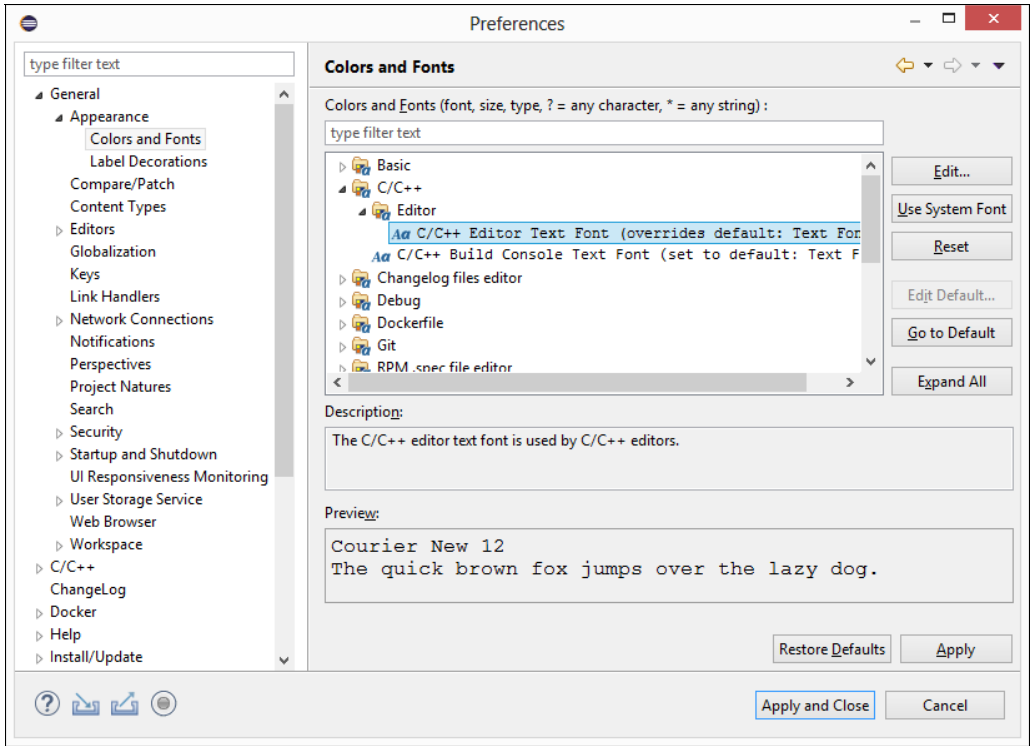 Preferences
type filter text
General
Appearance
Colors and Fonts
Label Decorations
Compare/Patch
Content Types
Editors
Globalization
Keys
Link Handlers
Network Connections
Notifications
Perspectives
Project Natures
Search
Security
Startup and Shutdown
UI Responsiveness Monitoring
User Storage Service
Web Browser
Workspace
C/C++
ChangeLog
Docker
Help
Install/Update
Colors and Fonts
Colors and Fonts (font, size, type, ? = any character, * = any string) :
type filter text
Basic
C/C++
Editor
Aa C/C++ Editor Text Font (overrides default: Text Fon
Aa C/C++ Build Console Text Font (set to default: Text F
Changelog files editor
Debug
Dockerfile
Git
RPM .spec file editor
Edit...
Use System Font
Reset
Edit Default...
Go to Default
Expand All
Description:
The C/C++ editor text font is used by C/C++ editors.
Preview:
Courier New 12
The quick brown fox jumps over the lazy dog.
Restore Defaults
Apply
Apply and Close
Cancel